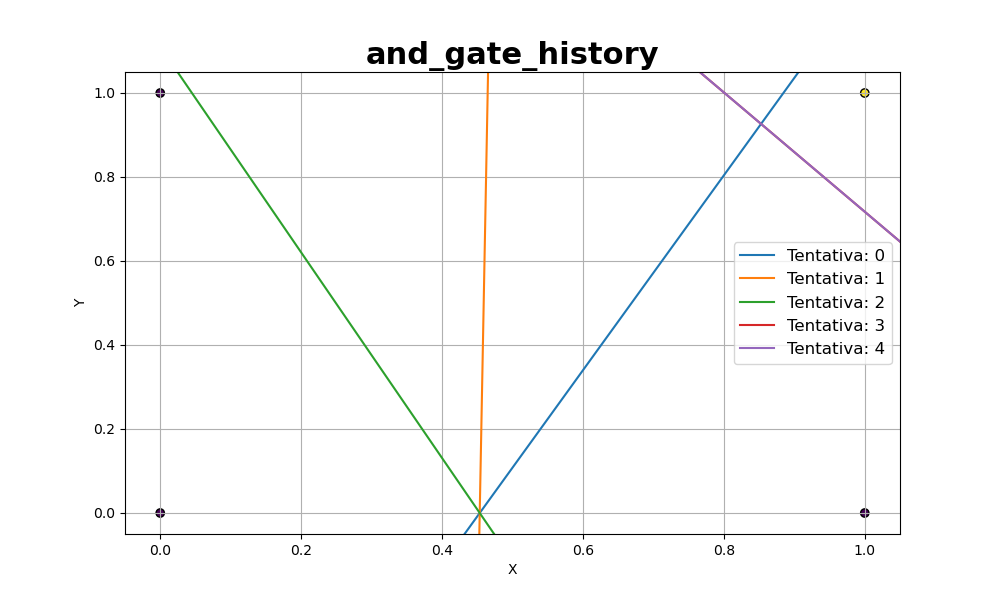 and_gate_history
1.0
0.8
0.6
0.4
0.2
0.0
Y
Tentativa: 0
Tentativa: 1
Tentativa: 2
Tentativa: 3
Tentativa: 4
0.0 0.2 0.4 0.6 0.8 1.0
X